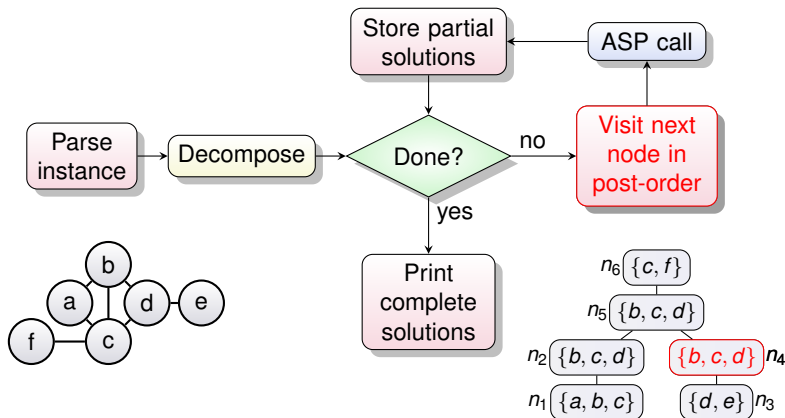 Store partial
solutions
ASP call
Parse
instance
Decompose
Done?
no
Visit next
node in
post-order
yes
Print
complete
solutions
b
a
d
e
f
c
n6 {c, f}
n5 {b, c, d}
n2 {b, c, d}
{b, c, d} n4
n1 {a, b, c}
{d, e} n3